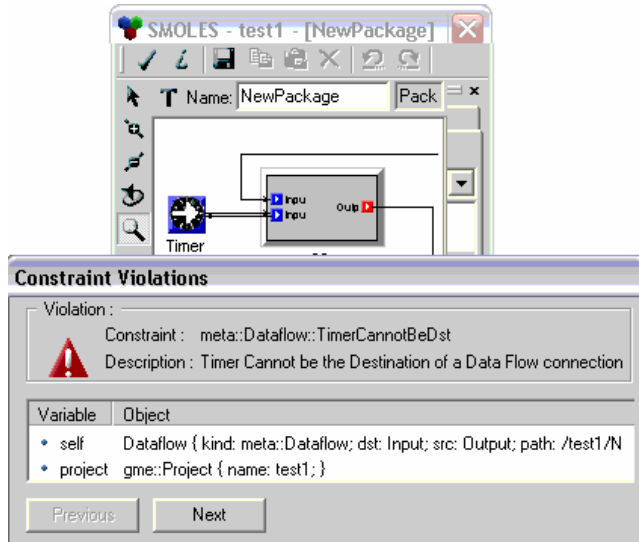 SMOLES - test1 - [NewPackage]
T Name: NewPackage Pack
Inpu
Inpu
Outp
Timer
Constraint Violations
Violation :
Constraint : meta::Dataflow::TimerCannotBeDst
Description : Timer Cannot be the Destination of a Data Flow connection
Variable Object
self Dataflow { kind: meta::Dataflow; dst: Input; src: Output; path: /test1/N
project gme::Project { name: test1; }
Previous Next